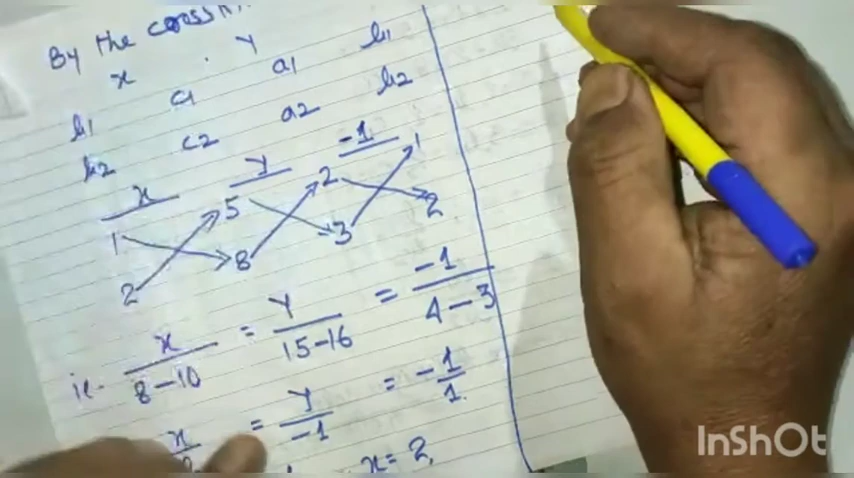 By the cross
x y
b1 c1 a1 b1
b2 c2 a2 b2
x y -1
1 5 2 1
2 8 3 2
ie- x/8-10 = y/15-16 = -1/4-3
x = y/-1 = -1/1
x=2,
InShOt